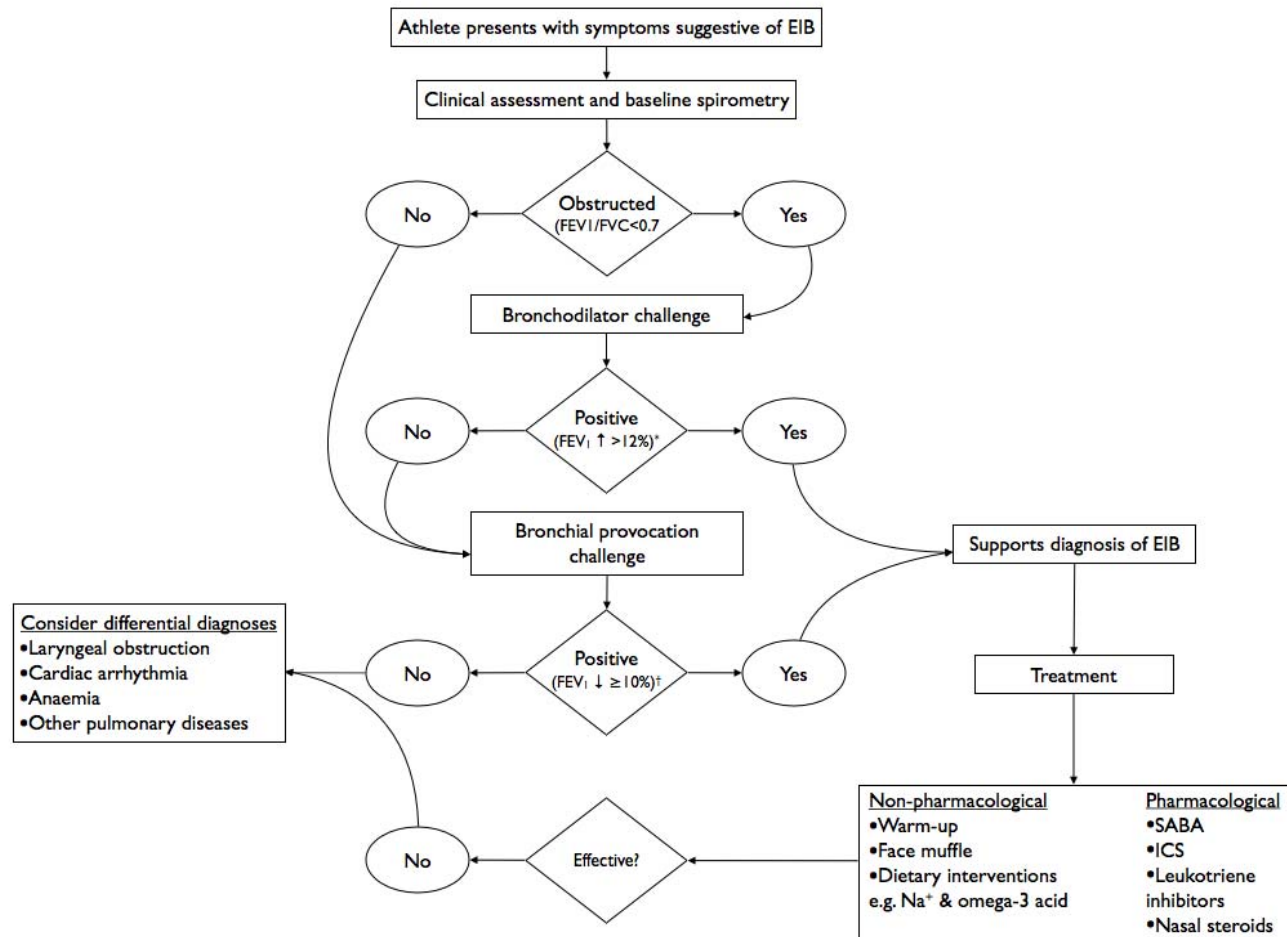 Athlete presents with symptoms suggestive of EIB
Clinical assessment and baseline spirometry
No
Obstructed
(FEV1/FVC<0.7
Yes
Bronchodilator challenge
No
Positive
(FEV₁ ↑ >12%)*
Yes
Bronchial provocation
challenge
Supports diagnosis of EIB
Consider differential diagnoses
•Laryngeal obstruction
•Cardiac arrhythmia
•Anaemia
•Other pulmonary diseases
No
Positive
(FEV₁ ↓ ≥10%)†
Yes
Treatment
Non-pharmacological
•Warm-up
•Face muffle
•Dietary interventions
e.g. Na⁺ & omega-3 acid
Pharmacological
•SABA
•ICS
•Leukotriene
inhibitors
•Nasal steroids
Effective?
No